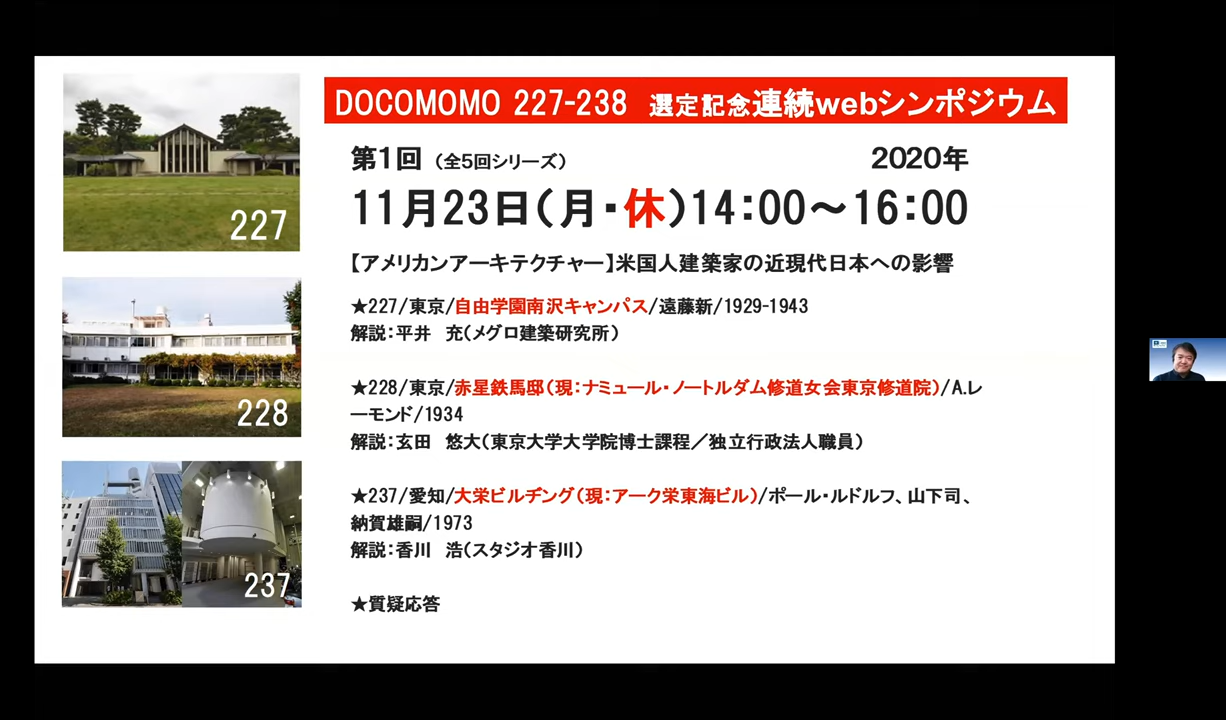 DOCOMOMO 227-238 選定記念連続webシンポジウム
第1回 (全5回シリーズ) 2020年
11月23日(月・休)14:00～16:00
【アメリカンアーキテクチャー】米国人建築家の近現代日本への影響
★227/東京/自由学園南沢キャンパス/遠藤新/1929-1943
解説:平井 充(メグロ建築研究所)
★228/東京/赤星鉄馬邸(現:ナミュール・ノートルダム修道女会東京修道院)/A.レ
ーモンド/1934
解説:玄田 悠大(東京大学大学院博士課程／独立行政法人職員)
★237/愛知/大栄ビルヂング(現:アーク栄東海ビル)/ポール・ルドルフ、山下司、
納賀雄嗣/1973
解説:香川 浩(スタジオ香川)
★質疑応答
227
228
237